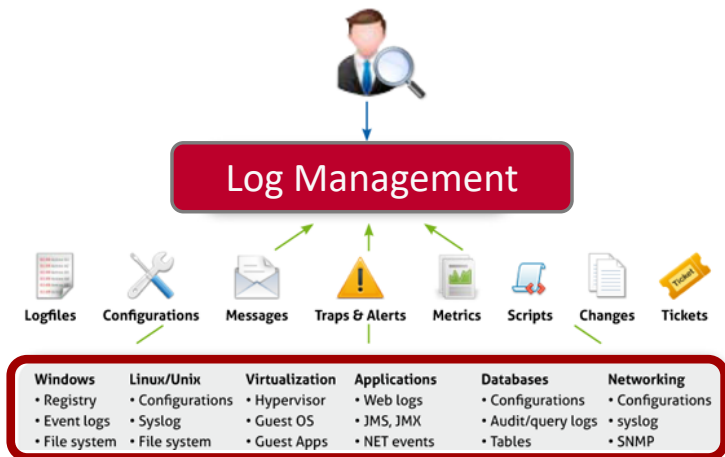 Log Management
Logfiles Configurations Messages Traps & Alerts Metrics Scripts Changes Tickets
Ticket
Windows Linux/Unix Virtualization Applications Databases Networking
• Registry • Configurations • Hypervisor • Web logs • Configurations • Configurations
• Event logs • Syslog • Guest OS • JMS, JMX • Audit/query logs • syslog
• File system • File system • Guest Apps • NET events • Tables • SNMP